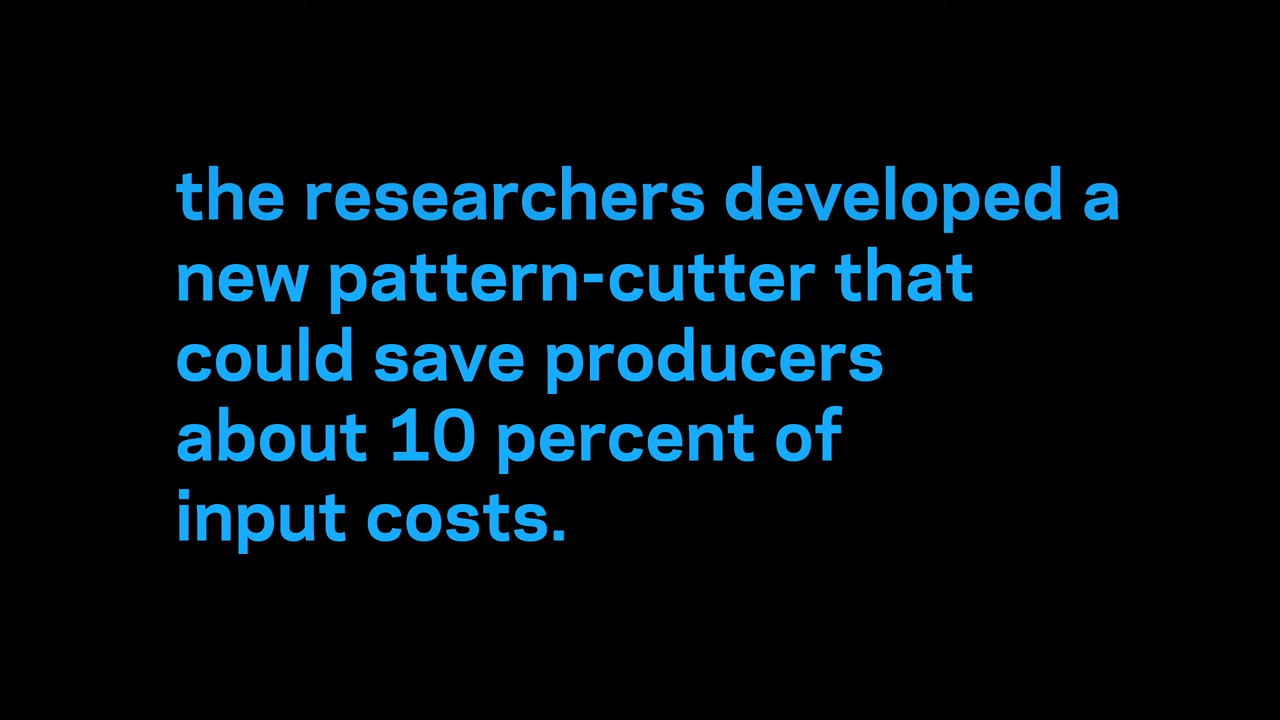 the researchers developed a
new pattern-cutter that
could save producers
about 10 percent of
input costs.